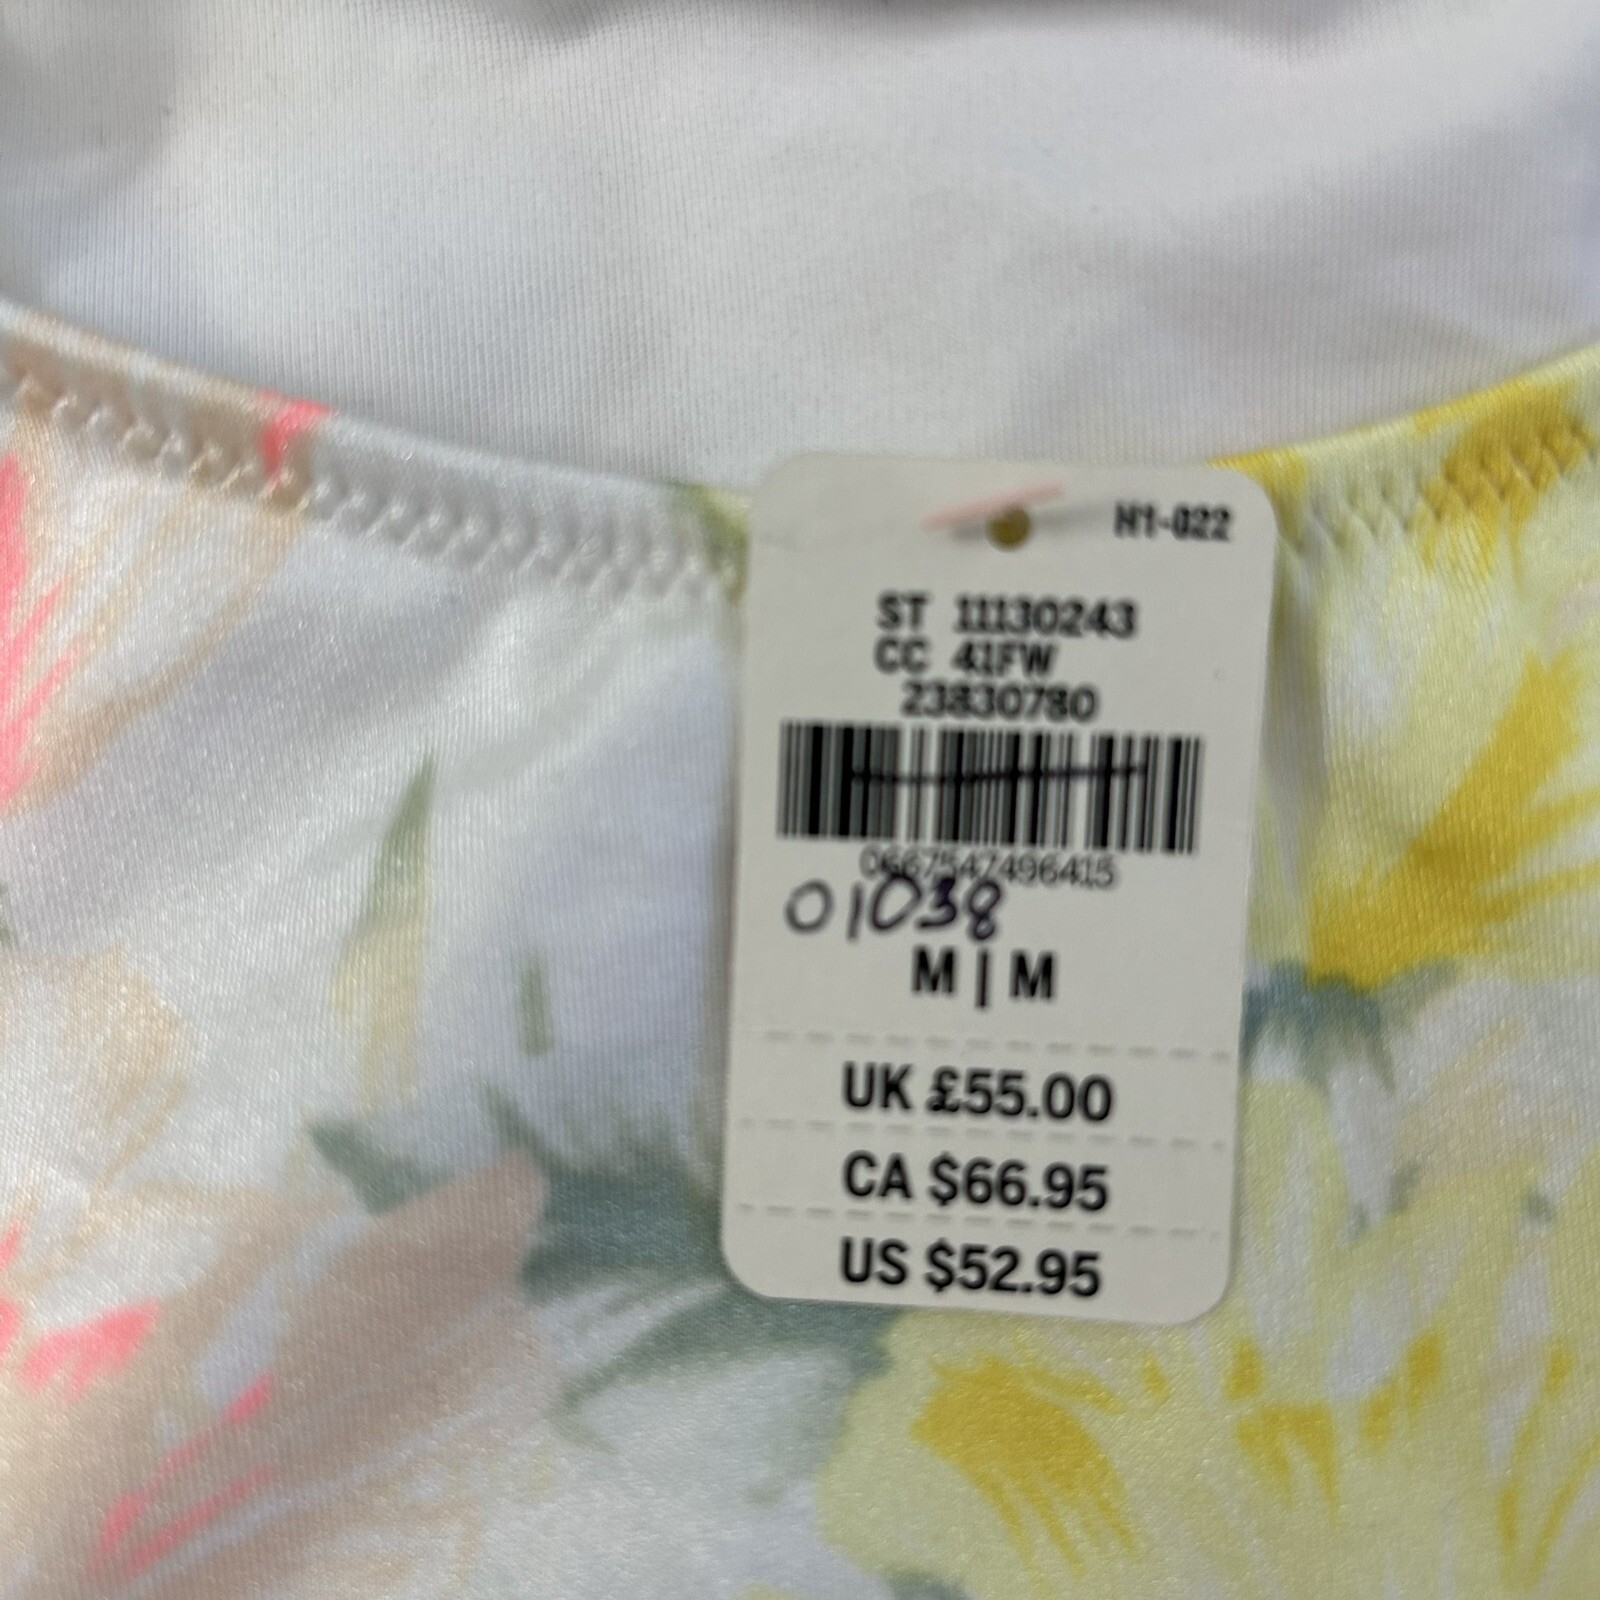 H1-022
ST 11130243
CC 41FW
23830780
0667547496415
01038
M | M
UK £55.00
CA $66.95
US $52.95